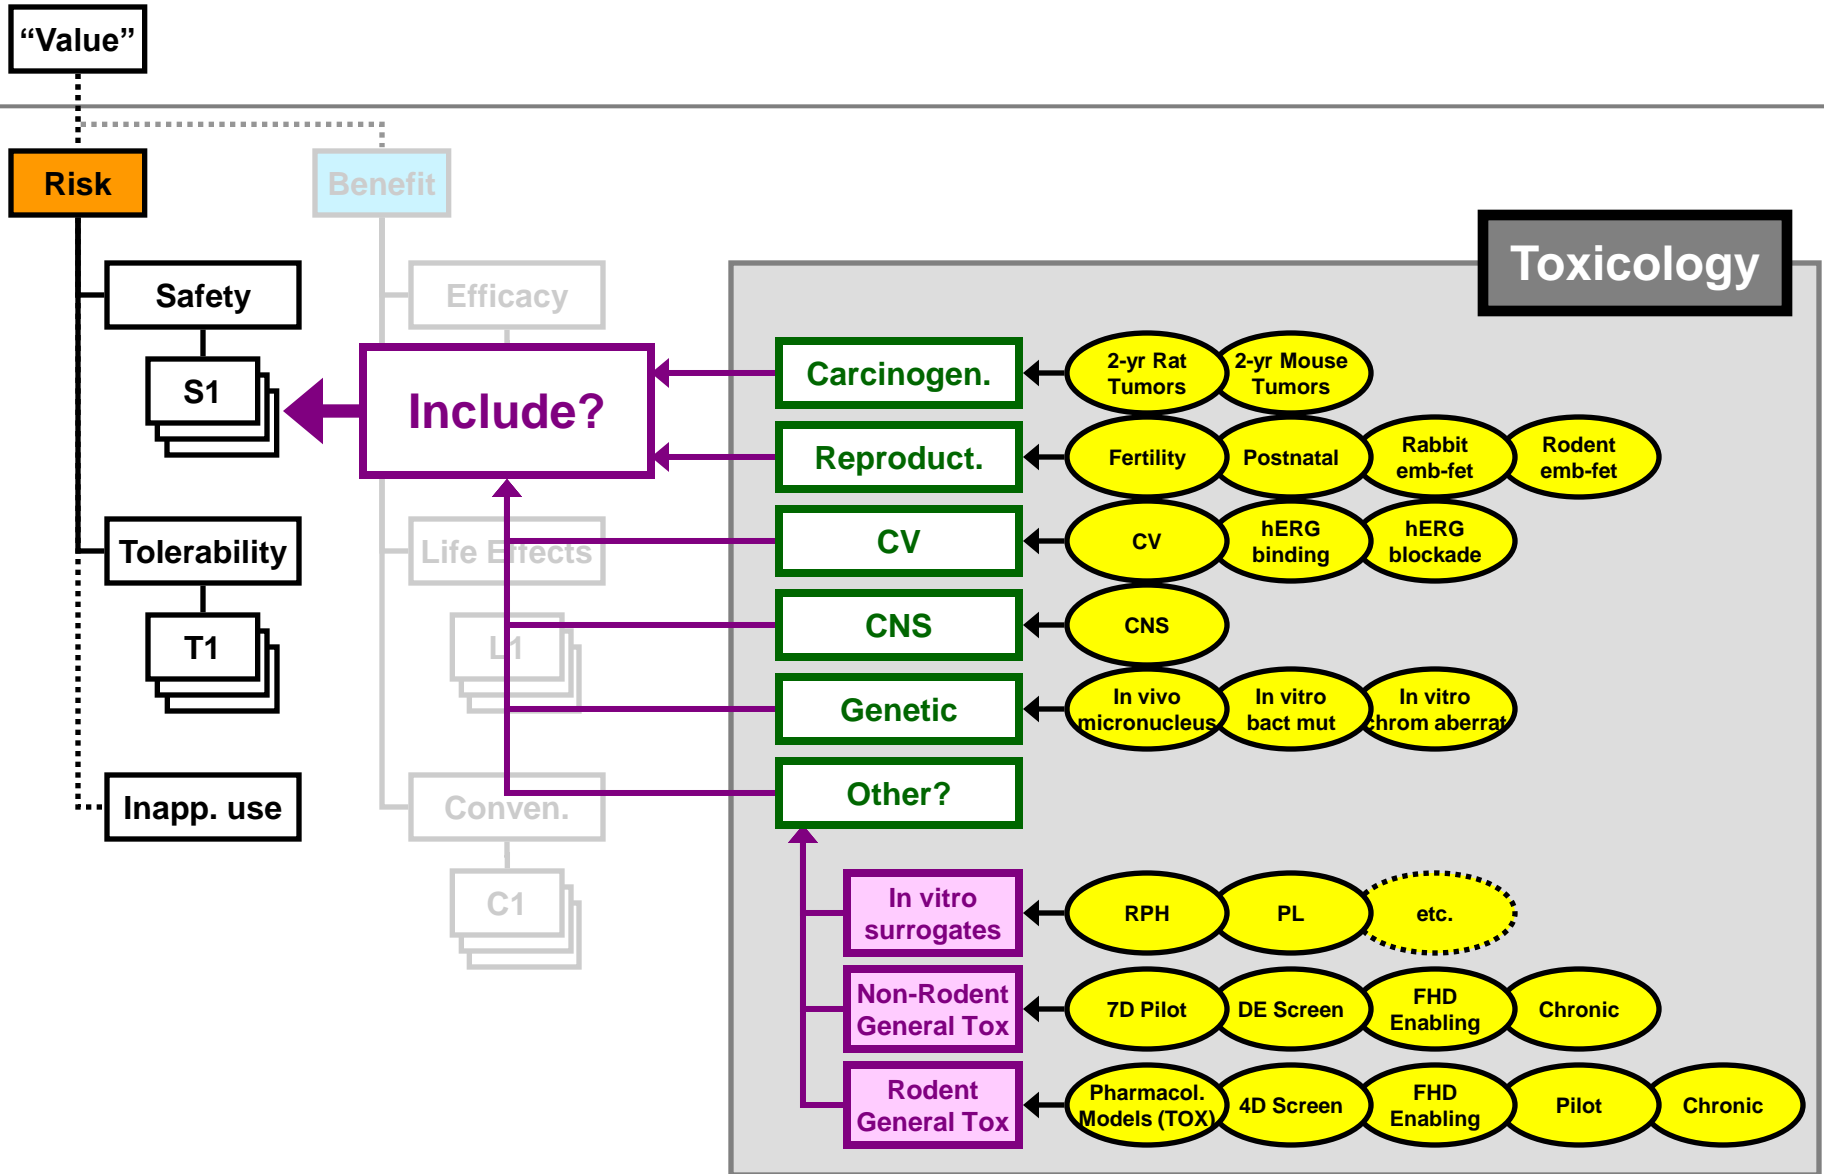 “Value”
Risk
Benefit
Toxicology
Safety
Efficacy
S1
Include?
Carcinogen.
2-yr Rat
Tumors
2-yr Mouse
Tumors
Reproduct.
Fertility
Postnatal
Rabbit
emb-fet
Rodent
emb-fet
Tolerability
Life Effects
CV
CV
hERG
binding
hERG
blockade
T1
L1
CNS
CNS
Genetic
In vivo
micronucleus
In vitro
bact mut
In vitro
chrom aberrat
Inapp. use
Conven.
Other?
C1
In vitro
surrogates
RPH
PL
etc.
Non-Rodent
General Tox
7D Pilot
DE Screen
FHD
Enabling
Chronic
Rodent
General Tox
Pharmacol.
Models (TOX)
4D Screen
FHD
Enabling
Pilot
Chronic